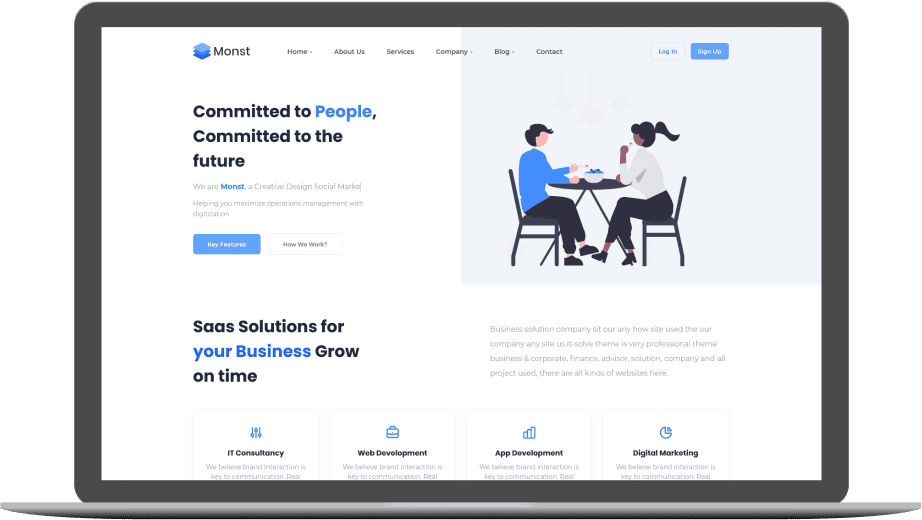 Monst
Home
About Us
Services
Company
Blog
Contact
Log In
Sign Up
Committed to People,
Committed to the
future
We are Monst, a Creative Design Social Marke
Helping you maximize operations management with
digitization
Key Features
How We Work?
Saas Solutions for
your Business Grow
on time
Business solution company sit our any how site used the our
company any site us it-solve theme is very professional theme
business & corporate, finance, advisor, solution, company and all
project used, there are all kinds of websites here.
IT Consultancy
We believe brand interaction is
key to communication. Real
Web Development
We believe brand interaction is
key to communication. Real
App Development
We believe brand interaction is
key to communication. Real
Digital Marketing
We believe brand interaction is
key to communication. Real